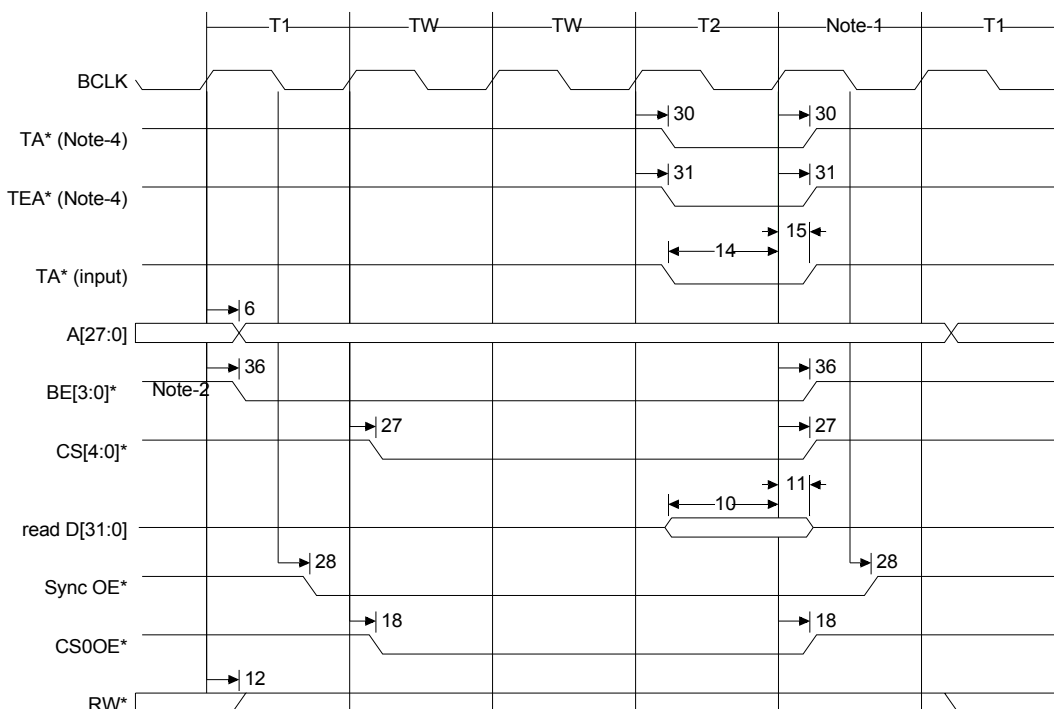 T1 TW TW T2 Note-1 T1
BCLK
30 30
TA* (Note-4)
31 31
TEA* (Note-4)
15
14
TA* (input)
6
A[27:0]
36 36
BE[3:0]* Note-2
27 27
CS[4:0]*
11
10
read D[31:0]
28 28
Sync OE*
18 18
CS0OE*
12
RW*